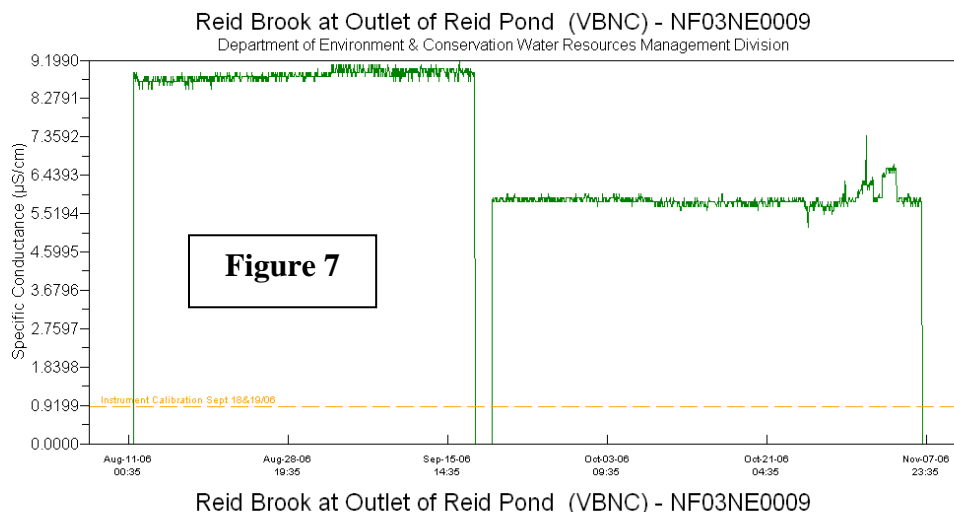 Reid Brook at Outlet of Reid Pond (VBNC) - NF03NE0009
Department of Environment & Conservation Water Resources Management Division
Specific Conductance (µS/cm)
9.1990
8.2791
7.3592
6.4393
5.5194
4.5995
3.6796
2.7597
1.8398
0.9199
0.0000
Figure 7
Instrument Calibration Sept 18&19/06
Aug-11-06 Aug-28-06 Sep-15-06 Oct-03-06 Oct-21-06 Nov-07-06
00:35 19:35 14:35 09:35 04:35 23:35
Reid Brook at Outlet of Reid Pond (VBNC) - NF03NE0009